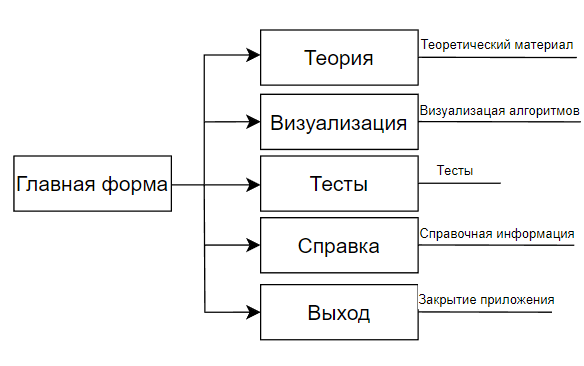 Теория
Теоретический материал
Визуализация
Визуализацая алгоритмов
Главная форма
Тесты
Тесты
Справка
Справочная информация
Выход
Закрытие приложения